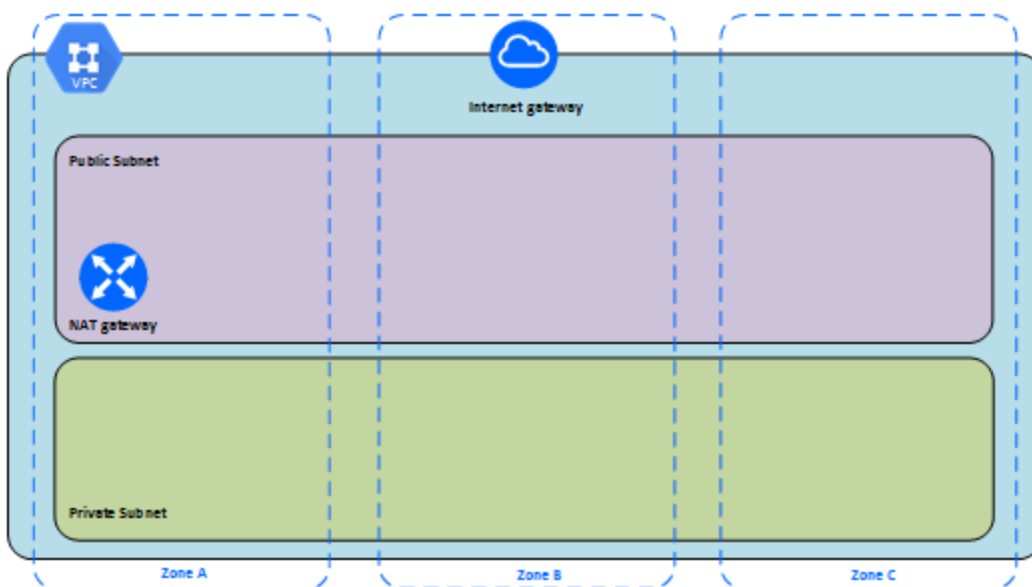 VPC
Internet gateway
Public Subnet
NAT gateway
Private Subnet
Zone A
Zone B
Zone C